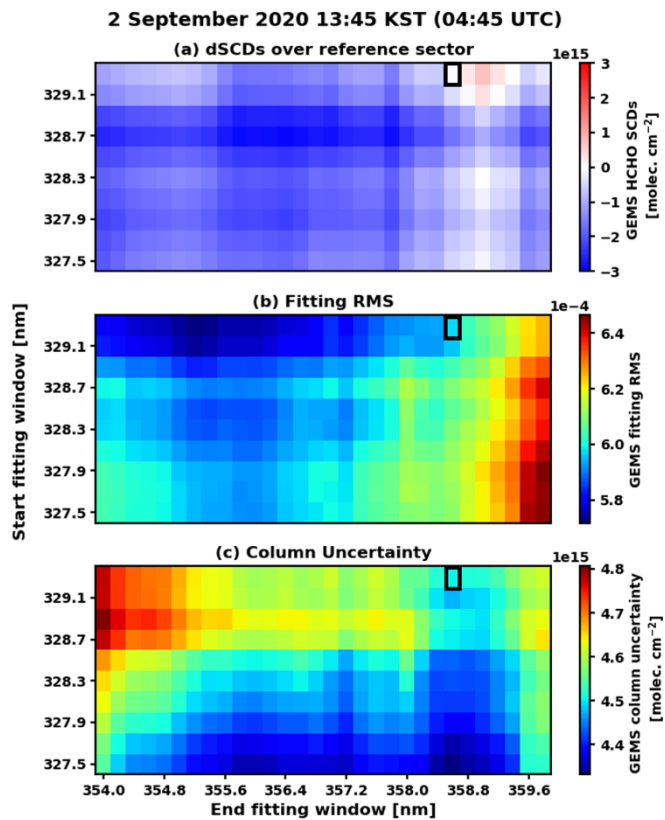 2 September 2020 13:45 KST (04:45 UTC)
(a) dSCDs over reference sector
1e15
329.1
328.7
328.3
327.9
327.5
3
2
1
0
−1
−2
−3
GEMS HCHO SCDs
[molec. cm−2]
(b) Fitting RMS
1e−4
329.1
328.7
328.3
327.9
327.5
6.4
6.2
6.0
5.8
GEMS fitting RMS
Start fitting window [nm]
(c) Column Uncertainty
1e15
329.1
328.7
328.3
327.9
327.5
4.8
4.7
4.6
4.5
4.4
GEMS column uncertainty
[molec. cm−2]
354.0 354.8 355.6 356.4 357.2 358.0 358.8 359.6
End fitting window [nm]